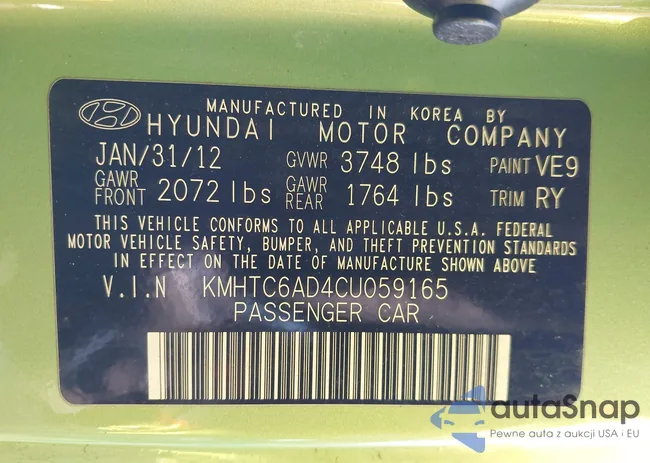 MANUFACTURED IN KOREA BY
HYUNDAI MOTOR COMPANY
JAN/31/12 GVWR 3748 lbs PAINT VE9
GAWR FRONT 2072 lbs GAWR REAR 1764 lbs TRIM RY
THIS VEHICLE CONFORMS TO ALL APPLICABLE U.S.A. FEDERAL
MOTOR VEHICLE SAFETY, BUMPER, AND THEFT PREVENTION STANDARDS
IN EFFECT ON THE DATE OF MANUFACTURE SHOWN ABOVE
V.I.N KMHTC6AD4CU059165
PASSENGER CAR
autaSnap
Pewne auta z aukcji USA i EU